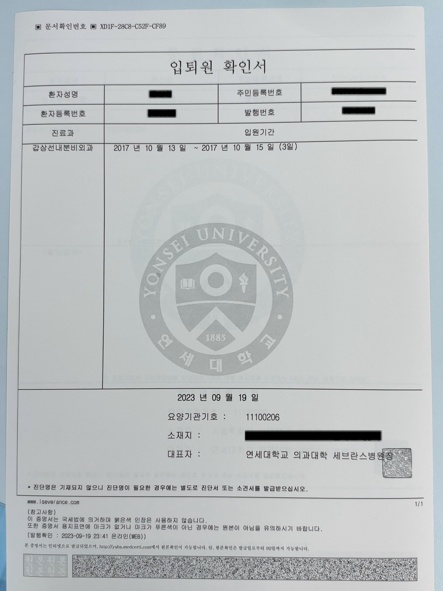 ▣ 문서확인번호 ▣ XD1F-28C8-C52F-CF89
입퇴원 확인서
환자성명 주민등록번호
환자등록번호 발행번호
진료과 입원기간
갑상선내분비외과 2017 년 10 월 13 일 ~ 2017 년 10 월 15 일 (3일)
YONSEI UNIVERSITY
1885
연세대학교
2023 년 09 월 19 일
요양기관기호 : 11100206
소재지 :
대표자 : 연세대학교 의과대학 세브란스병원장
* 진단명은 기재되지 않으니 진단명이 필요한 경우에는 별도로 진단서 또는 소견서를 발급받으십시오.
www.iseverance.com 1/1
(참고사항)
이 증명서는 국세법에 의거하여 붉은색 인장은 사용하지 않습니다.
또한 증명서 용지표면에 마크가 없거나 마크가 푸른색이 아닌 경우에는 원본이 아님을 유의하시기 바랍니다.
발행확인 : 2023-09-19 23:41 온라인(WEB)